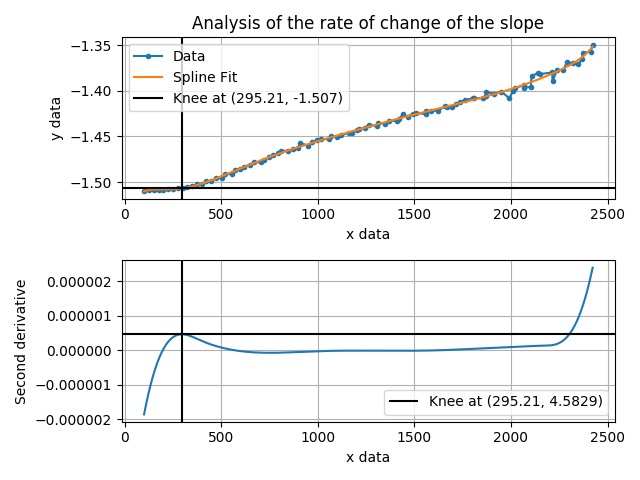 Analysis of the rate of change of the slope
Data
Spline Fit
Knee at (295.21, -1.507)
−1.35
−1.40
−1.45
−1.50
y data
0 500 1000 1500 2000 2500
x data
0.000002
0.000001
0.000000
−0.000001
−0.000002
Second derivative
Knee at (295.21, 4.5829)
0 500 1000 1500 2000 2500
x data